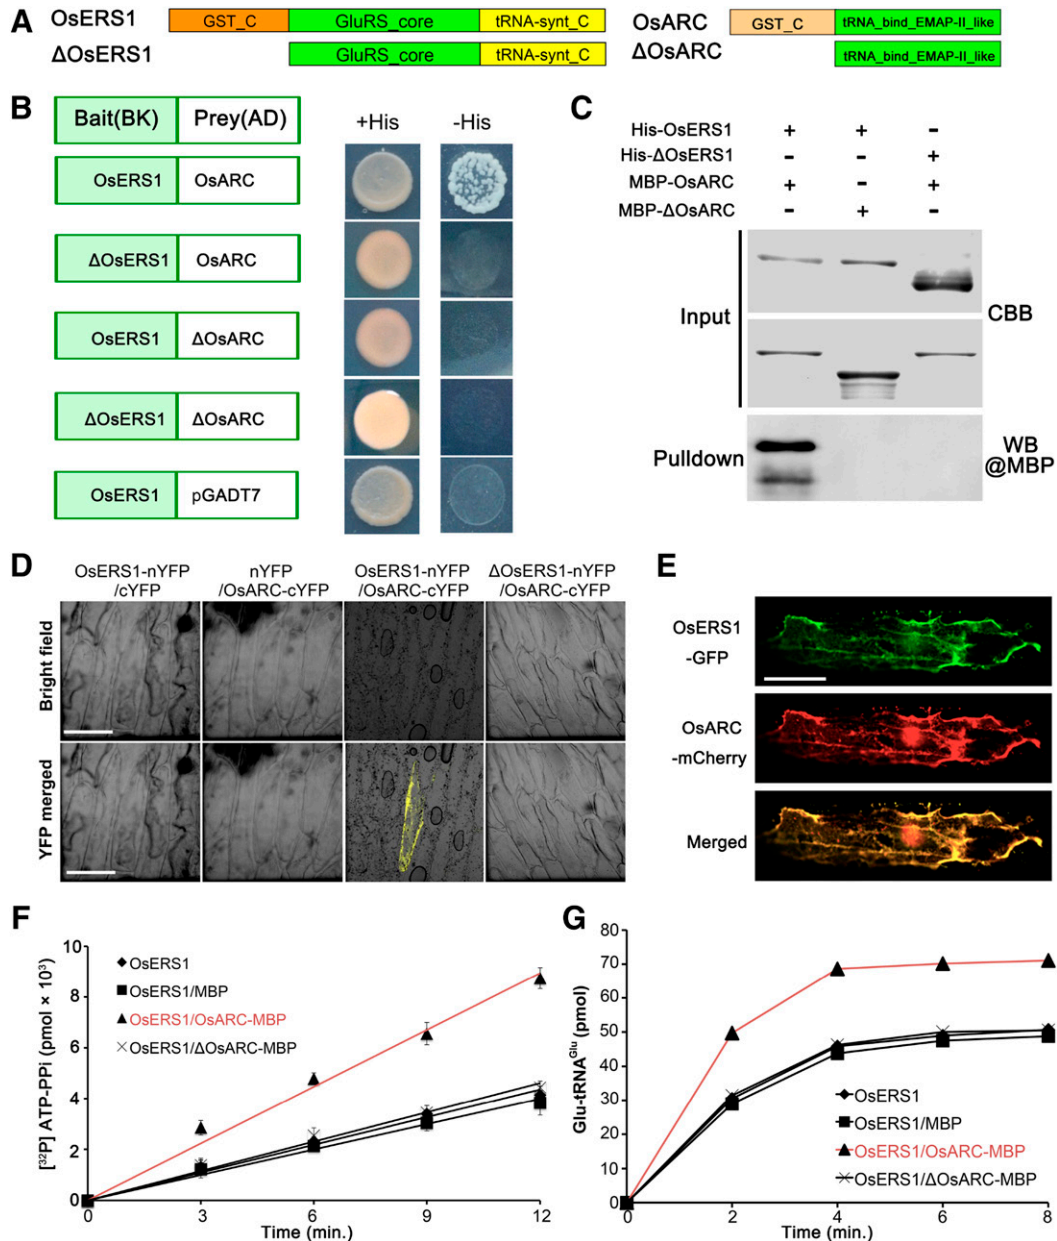 A
OsERS1
GST_C
GluRS_core
tRNA-synt_C
ΔOsERS1
GluRS_core
tRNA-synt_C
OsARC
GST_C
tRNA_bind_EMAP-II_like
ΔOsARC
tRNA_bind_EMAP-II_like
B
Bait(BK) Prey(AD)
+His -His
OsERS1 OsARC
ΔOsERS1 OsARC
OsERS1 ΔOsARC
ΔOsERS1 ΔOsARC
OsERS1 pGADT7
C
His-OsERS1 + + -
His-ΔOsERS1 - - +
MBP-OsARC + - +
MBP-ΔOsARC - + -
Input
CBB
Pulldown
WB
@MBP
D
OsERS1-nYFP
/cYFP
nYFP
/OsARC-cYFP
OsERS1-nYFP
/OsARC-cYFP
ΔOsERS1-nYFP
/OsARC-cYFP
Bright field
YFP merged
E
OsERS1
-GFP
OsARC
-mCherry
Merged
F
[³²P] ATP-PPi (pmol × 10³)
10
8
6
4
2
0
OsERS1
OsERS1/MBP
OsERS1/OsARC-MBP
OsERS1/ΔOsARC-MBP
0 3 6 9 12
Time (min.)
G
Glu-tRNA^Glu (pmol)
80
70
60
50
40
30
20
10
0
OsERS1
OsERS1/MBP
OsERS1/OsARC-MBP
OsERS1/ΔOsARC-MBP
0 2 4 6 8
Time (min.)